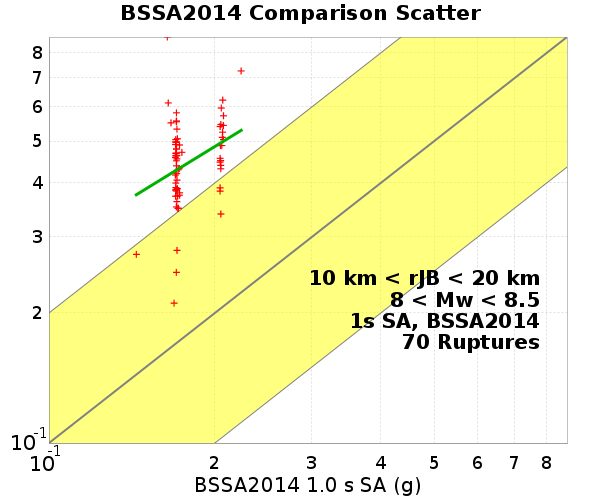 BSSA2014 Comparison Scatter
8
7
6
5
4
3
2
10-1
10 km < rJB < 20 km
8 < Mw < 8.5
1s SA, BSSA2014
70 Ruptures
10-1 2 3 4 5 6 7 8
BSSA2014 1.0 s SA (g)